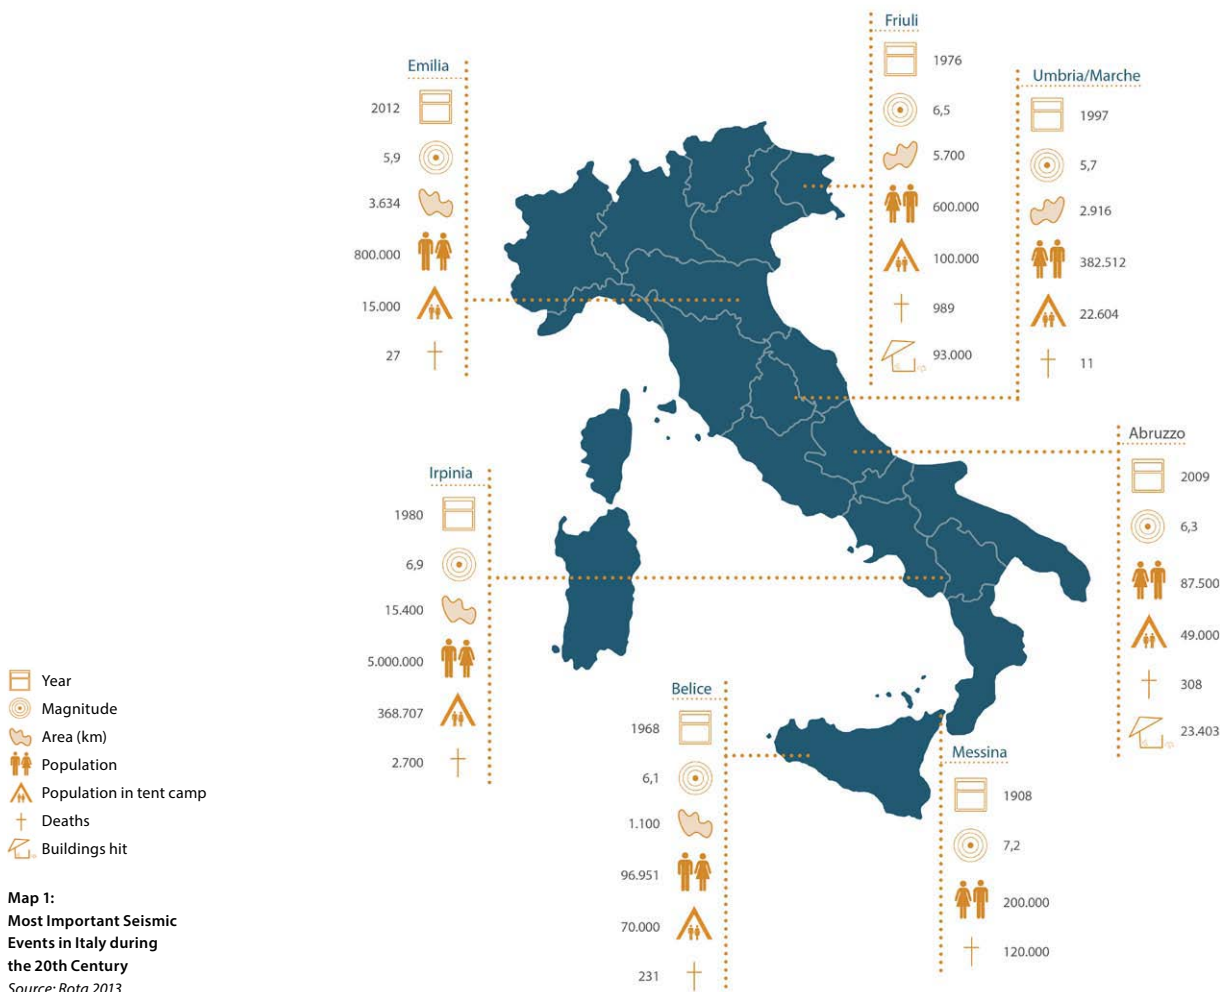 Friuli
1976
6,5
5.700
600.000
100.000
989
93.000
Emilia
2012
5,9
3.634
800.000
15.000
27
Umbria/Marche
1997
5,7
2.916
382.512
22.604
11
Abruzzo
2009
6,3
87.500
49.000
308
23.403
Irpinia
1980
6,9
15.400
5.000.000
368.707
2.700
Belice
1968
6,1
1.100
96.951
70.000
231
Messina
1908
7,2
200.000
120.000
Year
Magnitude
Area (km)
Population
Population in tent camp
Deaths
Buildings hit
Map 1:
Most Important Seismic
Events in Italy during
the 20th Century
Source: Rota 2013